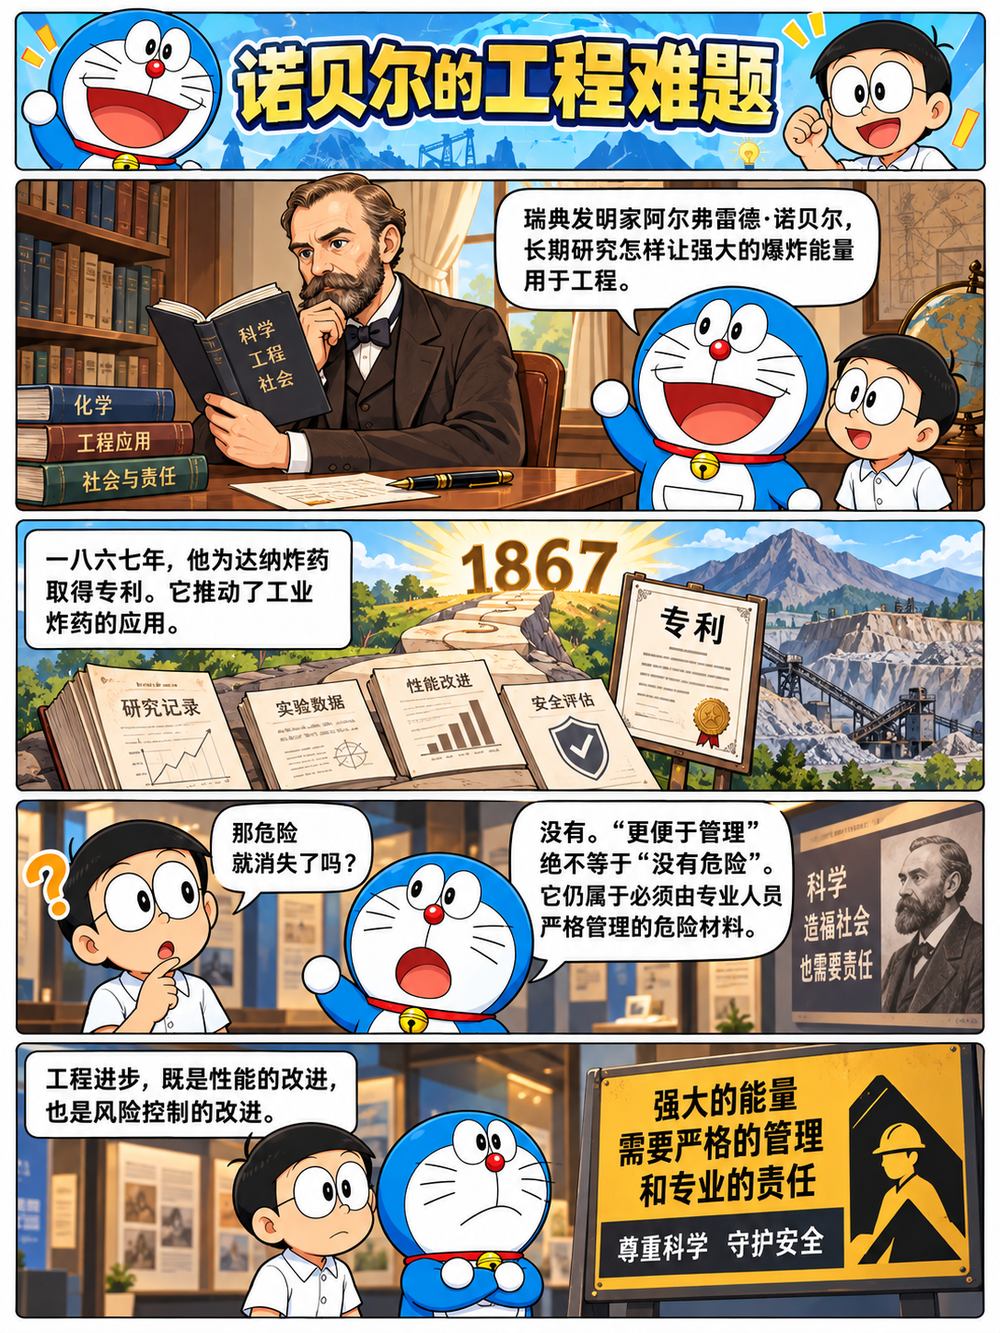 诺贝尔的工程难题
瑞典发明家阿尔弗雷德·诺贝尔，
长期研究怎样让强大的爆炸能量
用于工程。
科学
工程
社会
化学
工程应用
社会与责任
一八六七年，他为达纳炸药
取得专利。它推动了工业
炸药的应用。
1867
专利
研究记录
实验数据
性能改进
安全评估
那危险
就消失了吗？
没有。“更便于管理”
绝不等于“没有危险”。
它仍属于必须由专业人员
严格管理的危险材料。
科学
造福社会
也需要责任
工程进步，既是性能的改进，
也是风险控制的改进。
强大的能量
需要严格的管理
和专业的责任
尊重科学 守护安全